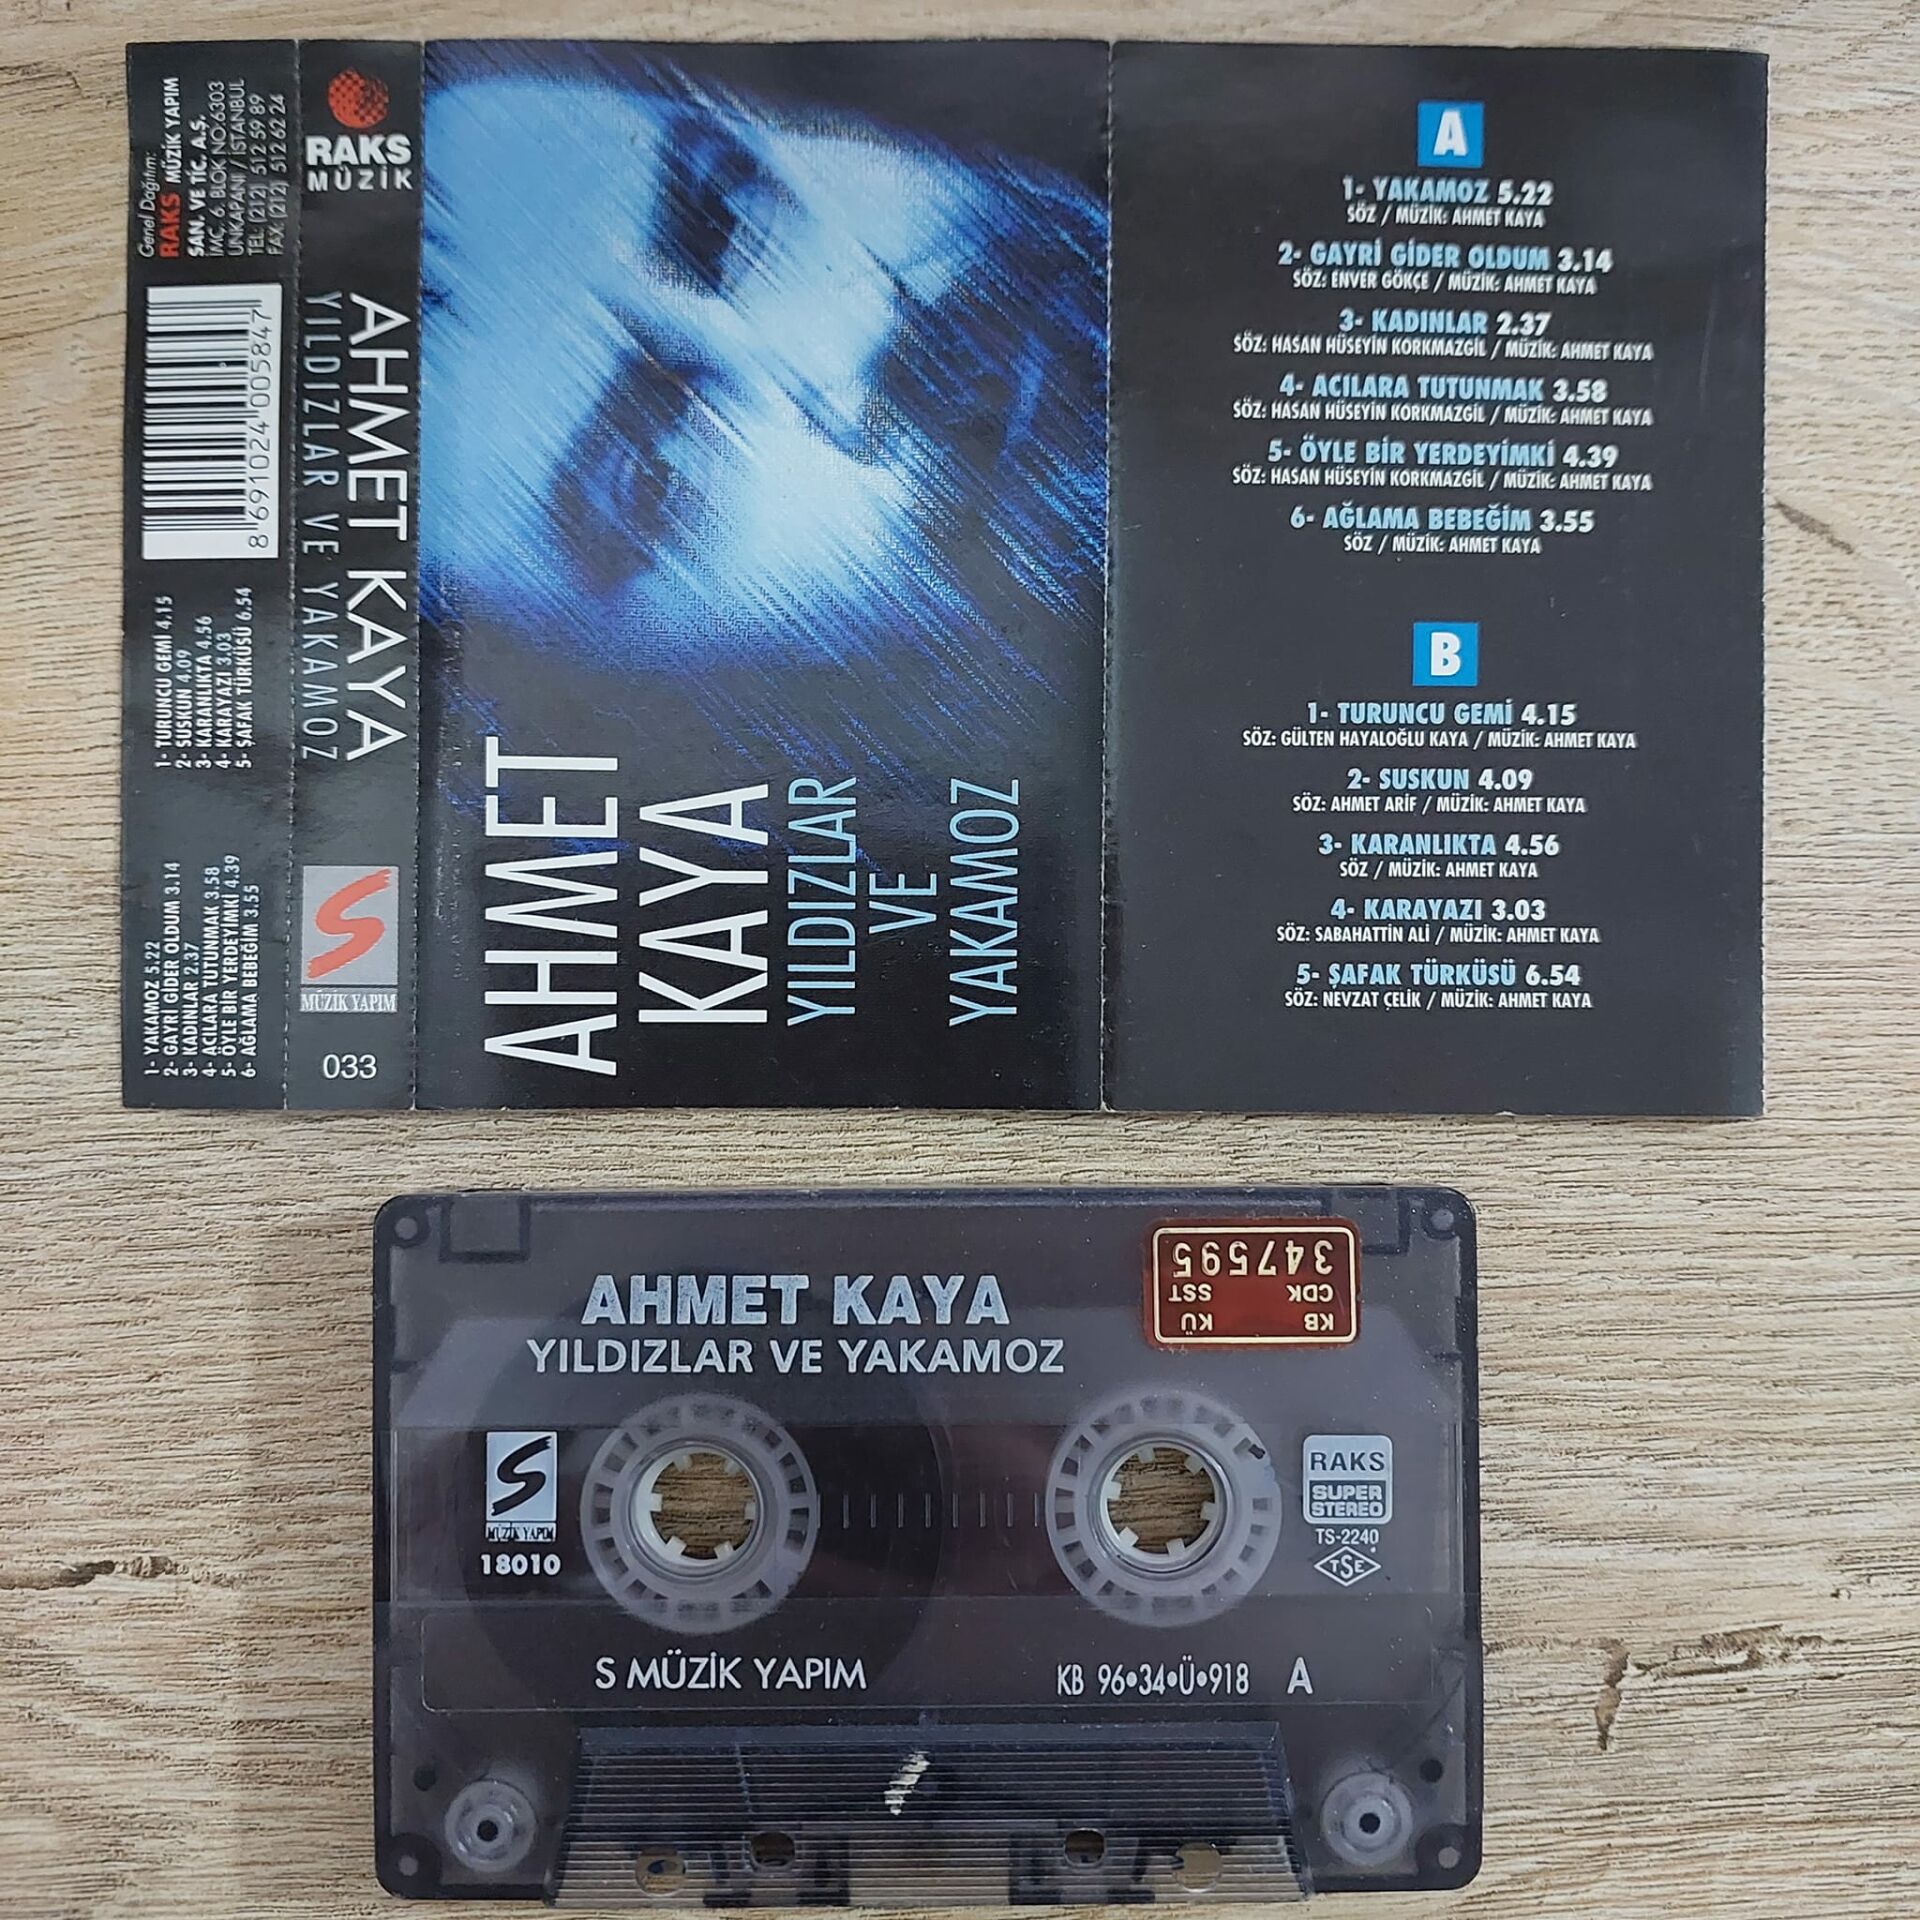 Genel Dağıtım:
RAKS MÜZİK YAPIM
SAN. VE TİC. A.Ş.
İMÇ, 6. BLOK NO:6303
UNKAPANI / İSTANBUL
TEL: (212) 512 59 89
FAX: (212) 512 62 24
8 691024 005847
1- TURUNCU GEMİ 4.15
2- SUSKUN 4.09
3- KARANLIKTA 4.56
4- KARAYAZI 3.03
5- ŞAFAK TÜRKÜSÜ 6.54
1- YAKAMOZ 5.22
2- GAYRİ GİDER OLDUM 3.14
3- KADINLAR 2.37
4- ACILARA TUTUNMAK 3.58
5- ÖYLE BİR YERDEYİMKİ 4.39
6- AĞLAMA BEBEĞİM 3.55
RAKS
MÜZİK
AHMET KAYA
YILDIZLAR VE YAKAMOZ
S
MÜZİK YAPIM
033
AHMET
KAYA
YILDIZLAR
VE
YAKAMOZ
A
1- YAKAMOZ 5.22
SÖZ / MÜZİK: AHMET KAYA
2- GAYRİ GİDER OLDUM 3.14
SÖZ: ENVER GÖKÇE / MÜZİK: AHMET KAYA
3- KADINLAR 2.37
SÖZ: HASAN HÜSEYİN KORKMAZGİL / MÜZİK: AHMET KAYA
4- ACILARA TUTUNMAK 3.58
SÖZ: HASAN HÜSEYİN KORKMAZGİL / MÜZİK: AHMET KAYA
5- ÖYLE BİR YERDEYİMKİ 4.39
SÖZ: HASAN HÜSEYİN KORKMAZGİL / MÜZİK: AHMET KAYA
6- AĞLAMA BEBEĞİM 3.55
SÖZ / MÜZİK: AHMET KAYA
B
1- TURUNCU GEMİ 4.15
SÖZ: GÜLTEN HAYALOĞLU KAYA / MÜZİK: AHMET KAYA
2- SUSKUN 4.09
SÖZ: AHMET ARİF / MÜZİK: AHMET KAYA
3- KARANLIKTA 4.56
SÖZ / MÜZİK: AHMET KAYA
4- KARAYAZI 3.03
SÖZ: SABAHATTİN ALİ / MÜZİK: AHMET KAYA
5- ŞAFAK TÜRKÜSÜ 6.54
SÖZ: NEVZAT ÇELİK / MÜZİK: AHMET KAYA
AHMET KAYA
YILDIZLAR VE YAKAMOZ
KB KÜ
CDK SST
347595
S
MÜZİK YAPIM
18010
RAKS
SUPER
STEREO
TS-2240
TSE
S MÜZİK YAPIM
KB 96•34•Ü•918 A